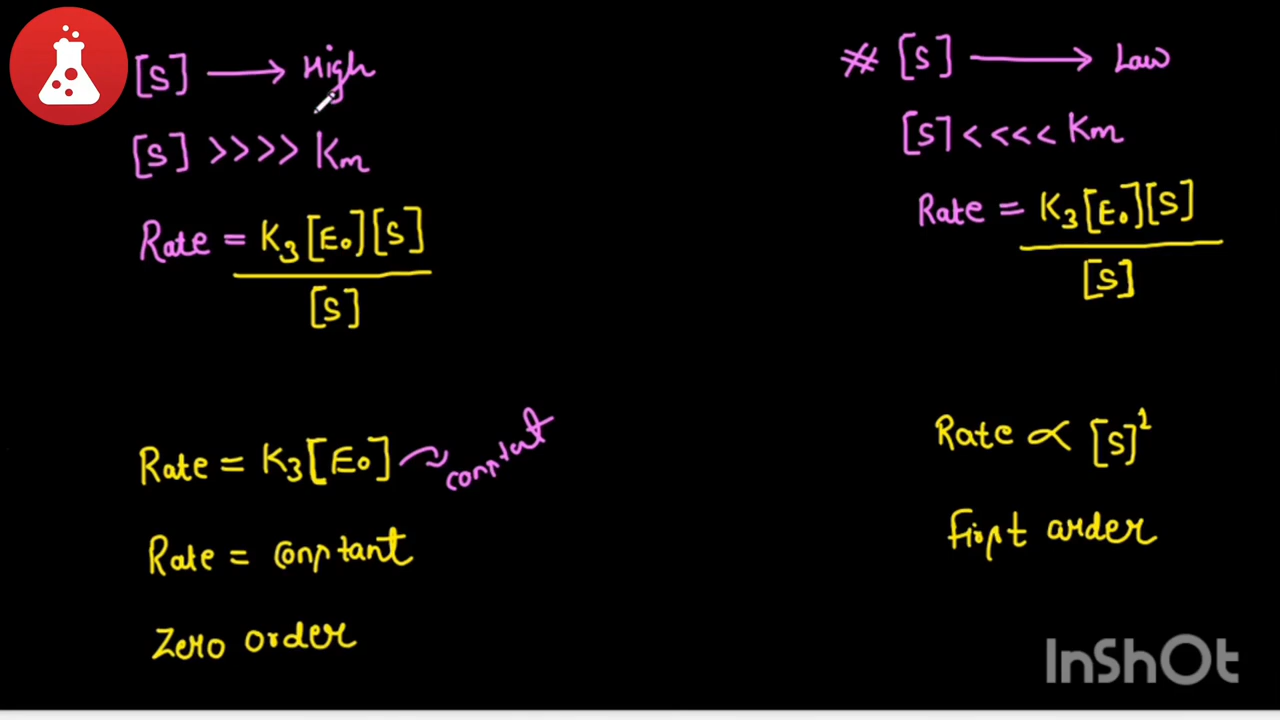 [S] → High
[S] >>>> Km
Rate = K3[E0][S]
[S]
Rate = K3[E0] constant
Rate = constant
Zero order
# [S] → Low
[S] <<<< Km
Rate = K3[E0][S]
[S]
Rate ∝ [S]¹
First order
InShOt